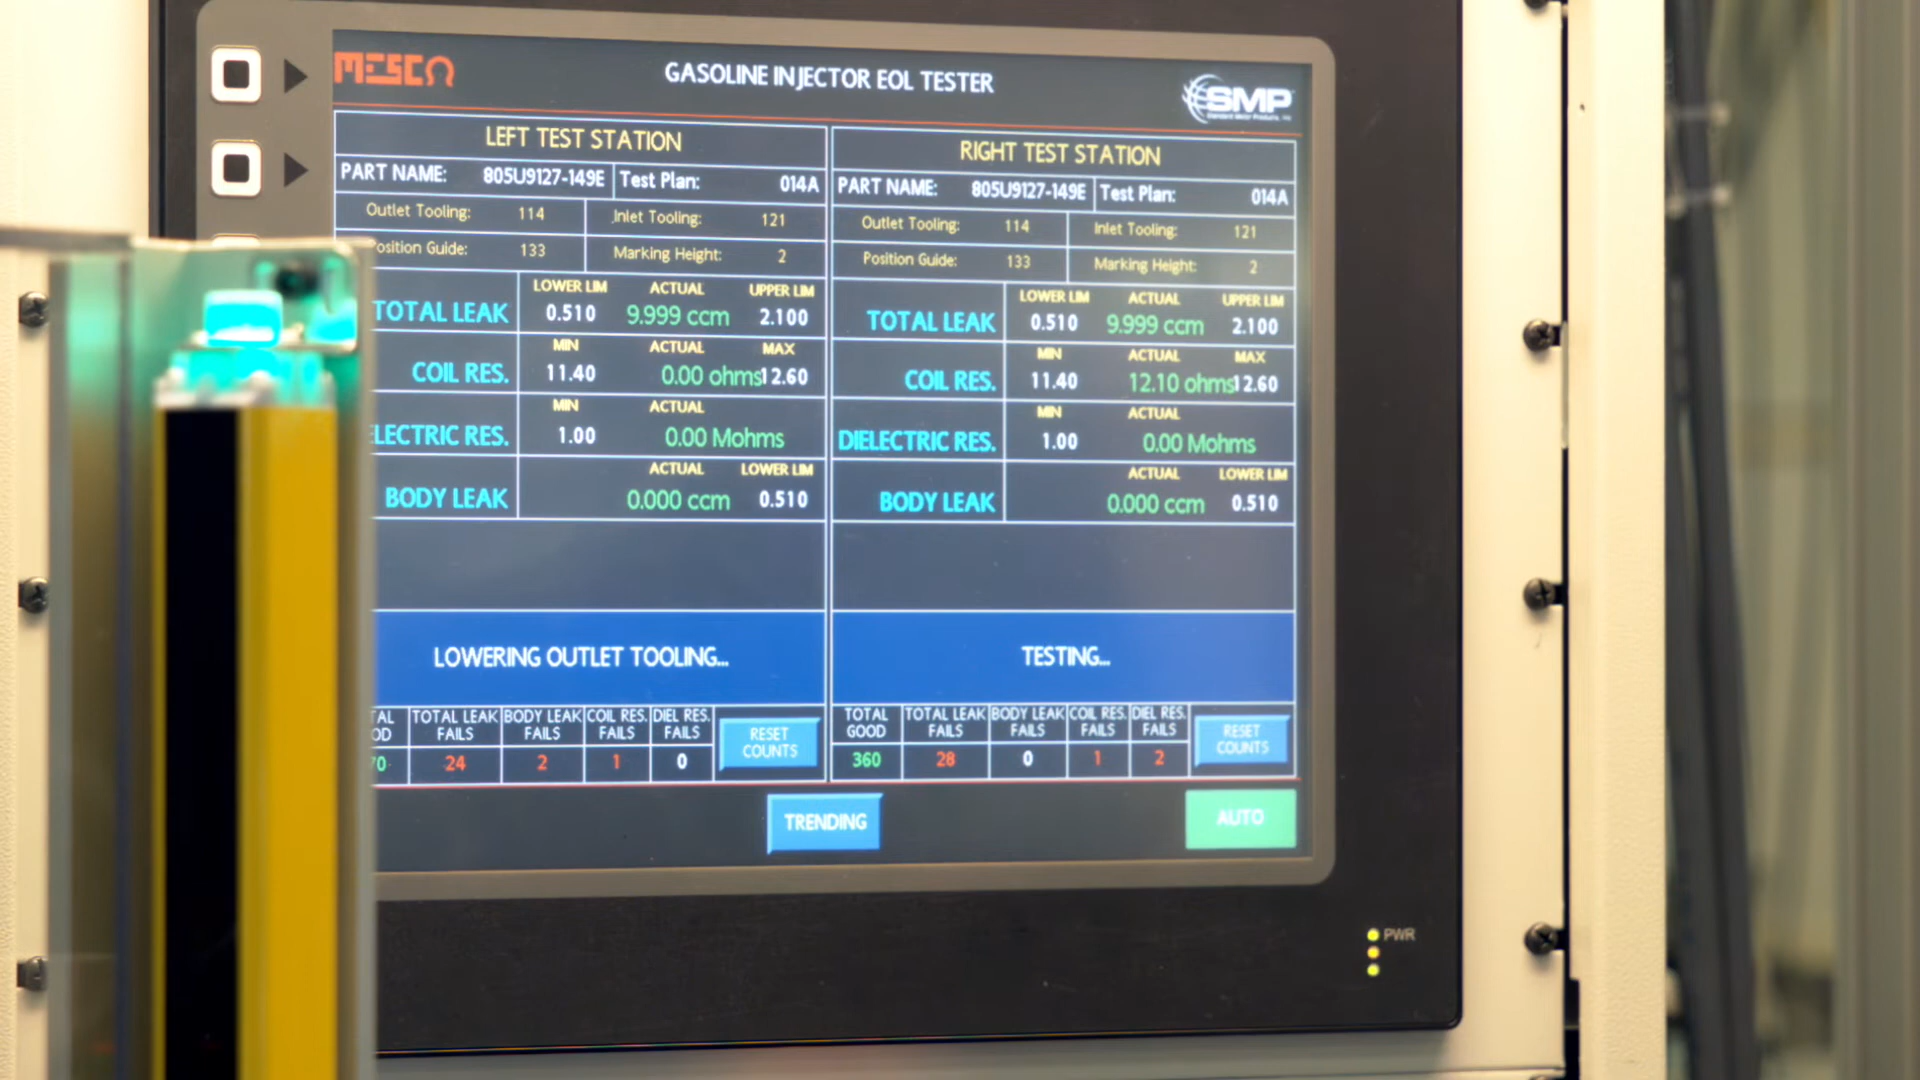 MESCO
GASOLINE INJECTOR EOL TESTER
SMP
Standard Motor Products, Inc
LEFT TEST STATION
PART NAME: 805U9127-149E Test Plan: 014A
Outlet Tooling: 114 Inlet Tooling: 121
osition Guide: 133 Marking Height: 2
LOWER LIM ACTUAL UPPER LIM
TOTAL LEAK 0.510 9.999 ccm 2.100
MIN ACTUAL MAX
COIL RES. 11.40 0.00 ohms 12.60
MIN ACTUAL
ELECTRIC RES. 1.00 0.00 Mohms
ACTUAL LOWER LIM
BODY LEAK 0.000 ccm 0.510
LOWERING OUTLET TOOLING...
TAL TOTAL LEAK BODY LEAK COIL RES. DIEL RES.
OD FAILS FAILS FAILS FAILS
70 24 2 1 0
RESET
COUNTS
RIGHT TEST STATION
PART NAME: 805U9127-149E Test Plan: 014A
Outlet Tooling: 114 Inlet Tooling: 121
Position Guide: 133 Marking Height: 2
LOWER LIM ACTUAL UPPER LIM
TOTAL LEAK 0.510 9.999 ccm 2.100
MIN ACTUAL MAX
COIL RES. 11.40 12.10 ohms 12.60
MIN ACTUAL
DIELECTRIC RES. 1.00 0.00 Mohms
ACTUAL LOWER LIM
BODY LEAK 0.000 ccm 0.510
TESTING...
TOTAL TOTAL LEAK BODY LEAK COIL RES. DIEL RES.
GOOD FAILS FAILS FAILS FAILS
360 28 0 1 2
RESET
COUNTS
TRENDING
AUTO
PWR